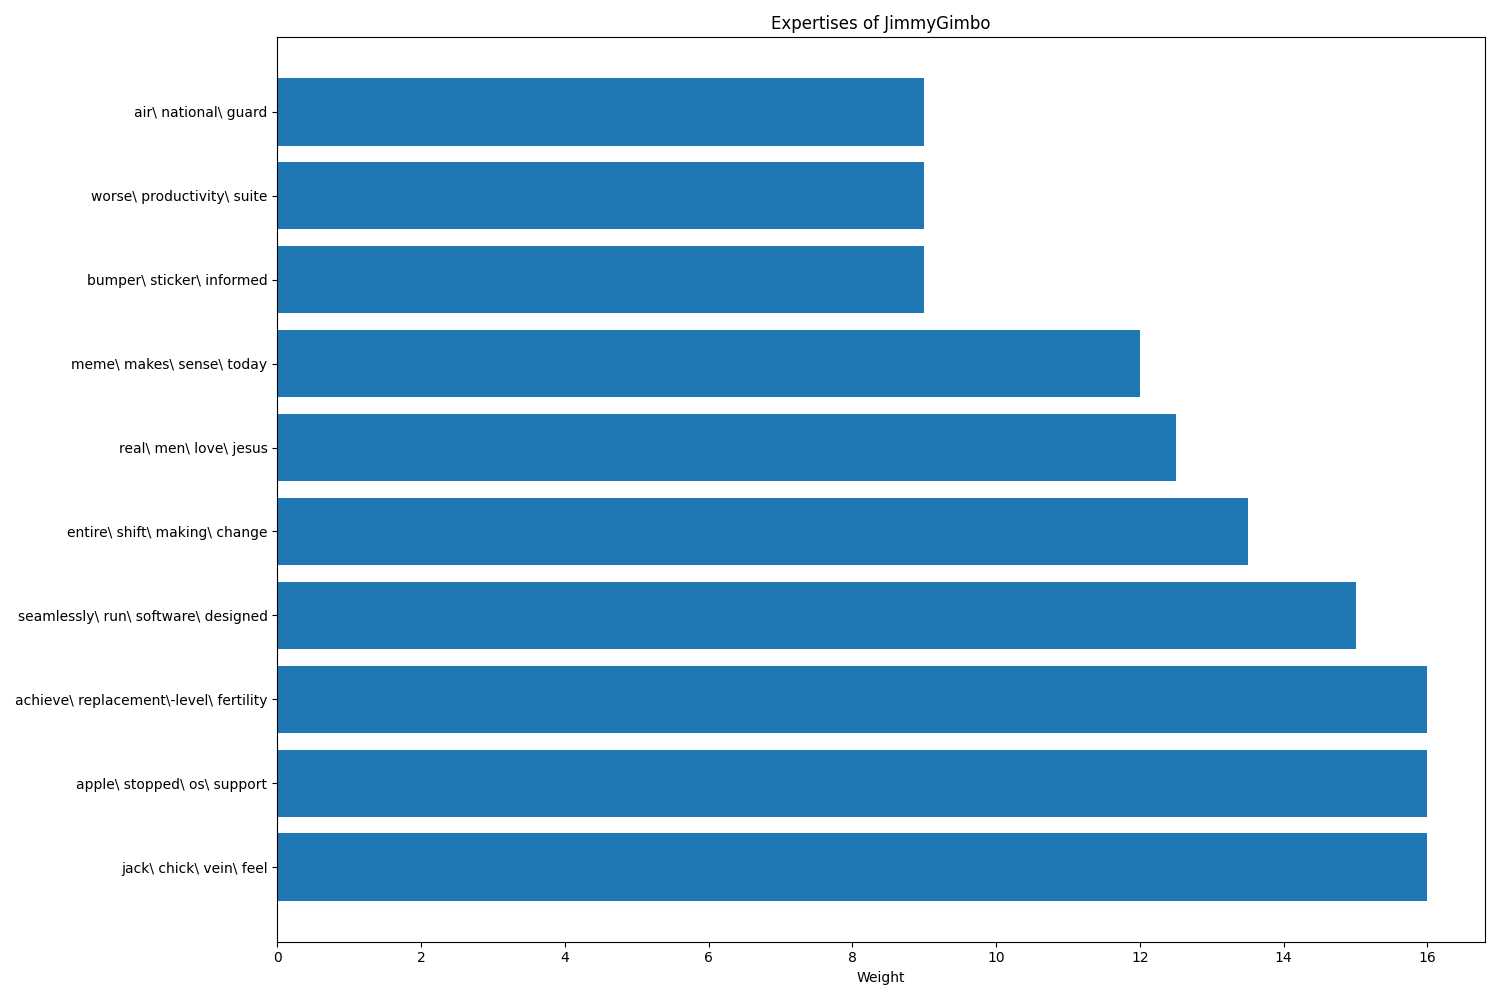 Expertises of JimmyGimbo
air\ national\ guard
worse\ productivity\ suite
bumper\ sticker\ informed
meme\ makes\ sense\ today
real\ men\ love\ jesus
entire\ shift\ making\ change
seamlessly\ run\ software\ designed
achieve\ replacement\-level\ fertility
apple\ stopped\ os\ support
jack\ chick\ vein\ feel
0 2 4 6 8 10 12 14 16
Weight